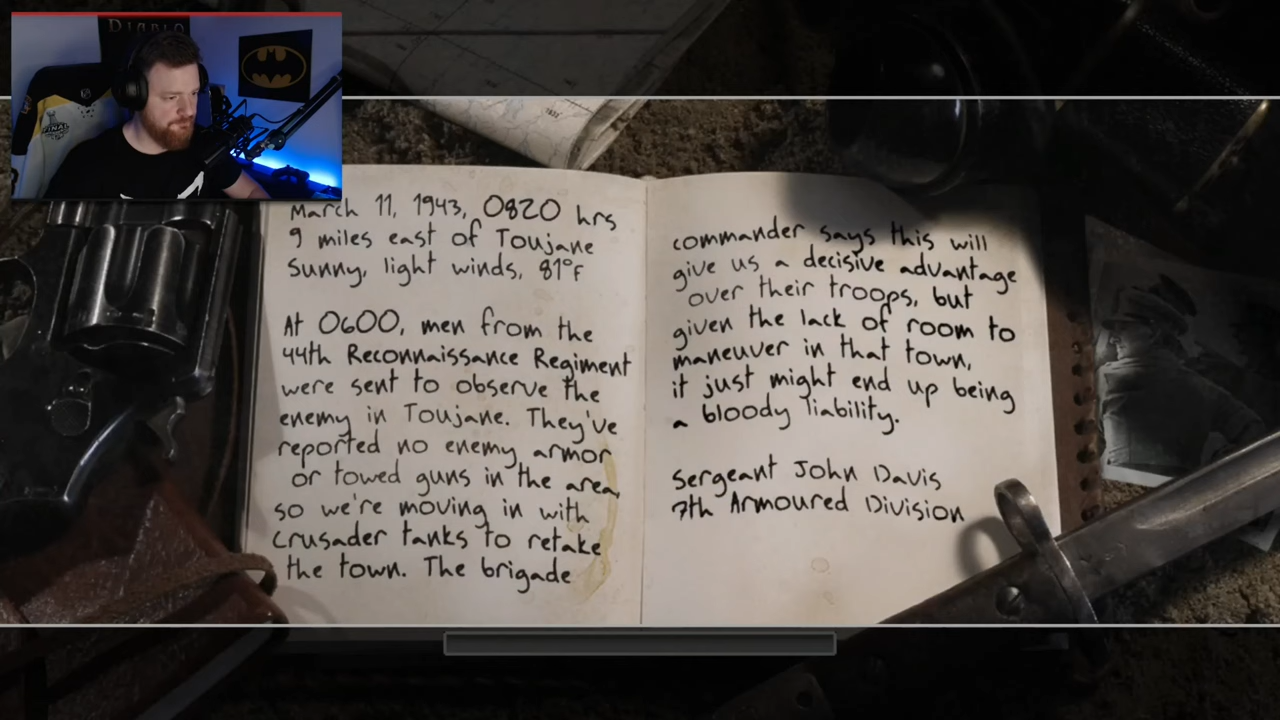 DIABLO
FINAL
1932
March 11, 1943, 0820 hrs
9 miles east of Toujane
Sunny, light winds, 81°F
At 0600, men from the
44th Reconnaissance Regiment
were sent to observe the
enemy in Toujane. They've
reported no enemy armor
or towed guns in the area,
so we're moving in with
crusader tanks to retake
the town. The brigade
commander says this will
give us a decisive advantage
over their troops, but
given the lack of room to
maneuver in that town,
it just might end up being
a bloody liability.
Sergeant John Davis
7th Armoured Division